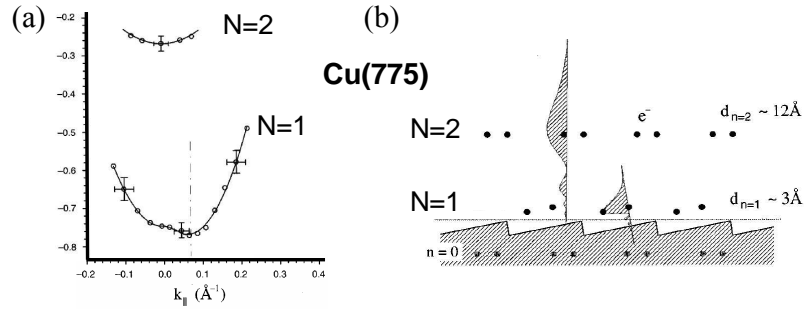 (a)
-0.2
-0.3
-0.4
-0.5
-0.6
-0.7
-0.8
N=2
N=1
-0.2 -0.1 0.0 0.1 0.2 0.3 0.4
k∥ (Å⁻¹)
Cu(775)
(b)
N=2
e⁻
dₙ₌₂ ~ 12Å
N=1
dₙ₌₁ ~ 3Å
n = 0